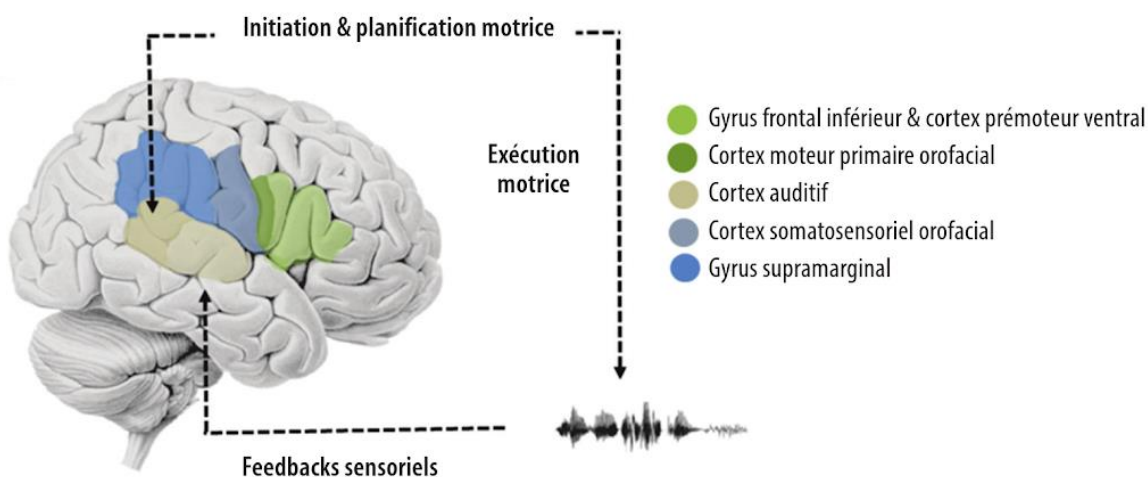 Initiation & planification motrice
Exécution
motrice
Gyrus frontal inférieur & cortex prémoteur ventral
Cortex moteur primaire orofacial
Cortex auditif
Cortex somatosensoriel orofacial
Gyrus supramarginal
Feedbacks sensoriels